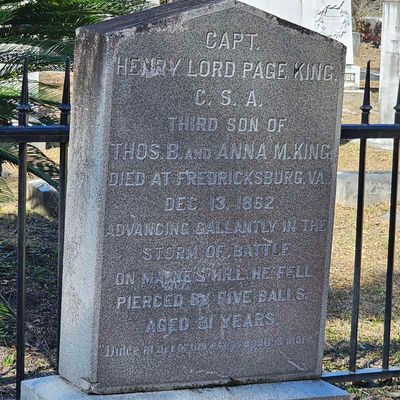 CAPT.
HENRY LORD PAGE KING.
C. S. A.
THIRD SON OF
THOS. B. AND ANNA M. KING,
DIED AT FREDRICKSBURG, VA.
DEC. 13, 1862.
ADVANCING GALLANTLY IN THE
STORM OF BATTLE
ON MARYE'S HILL, HE FELL
PIERCED BY FIVE BALLS.
AGED 31 YEARS.
"Dulce